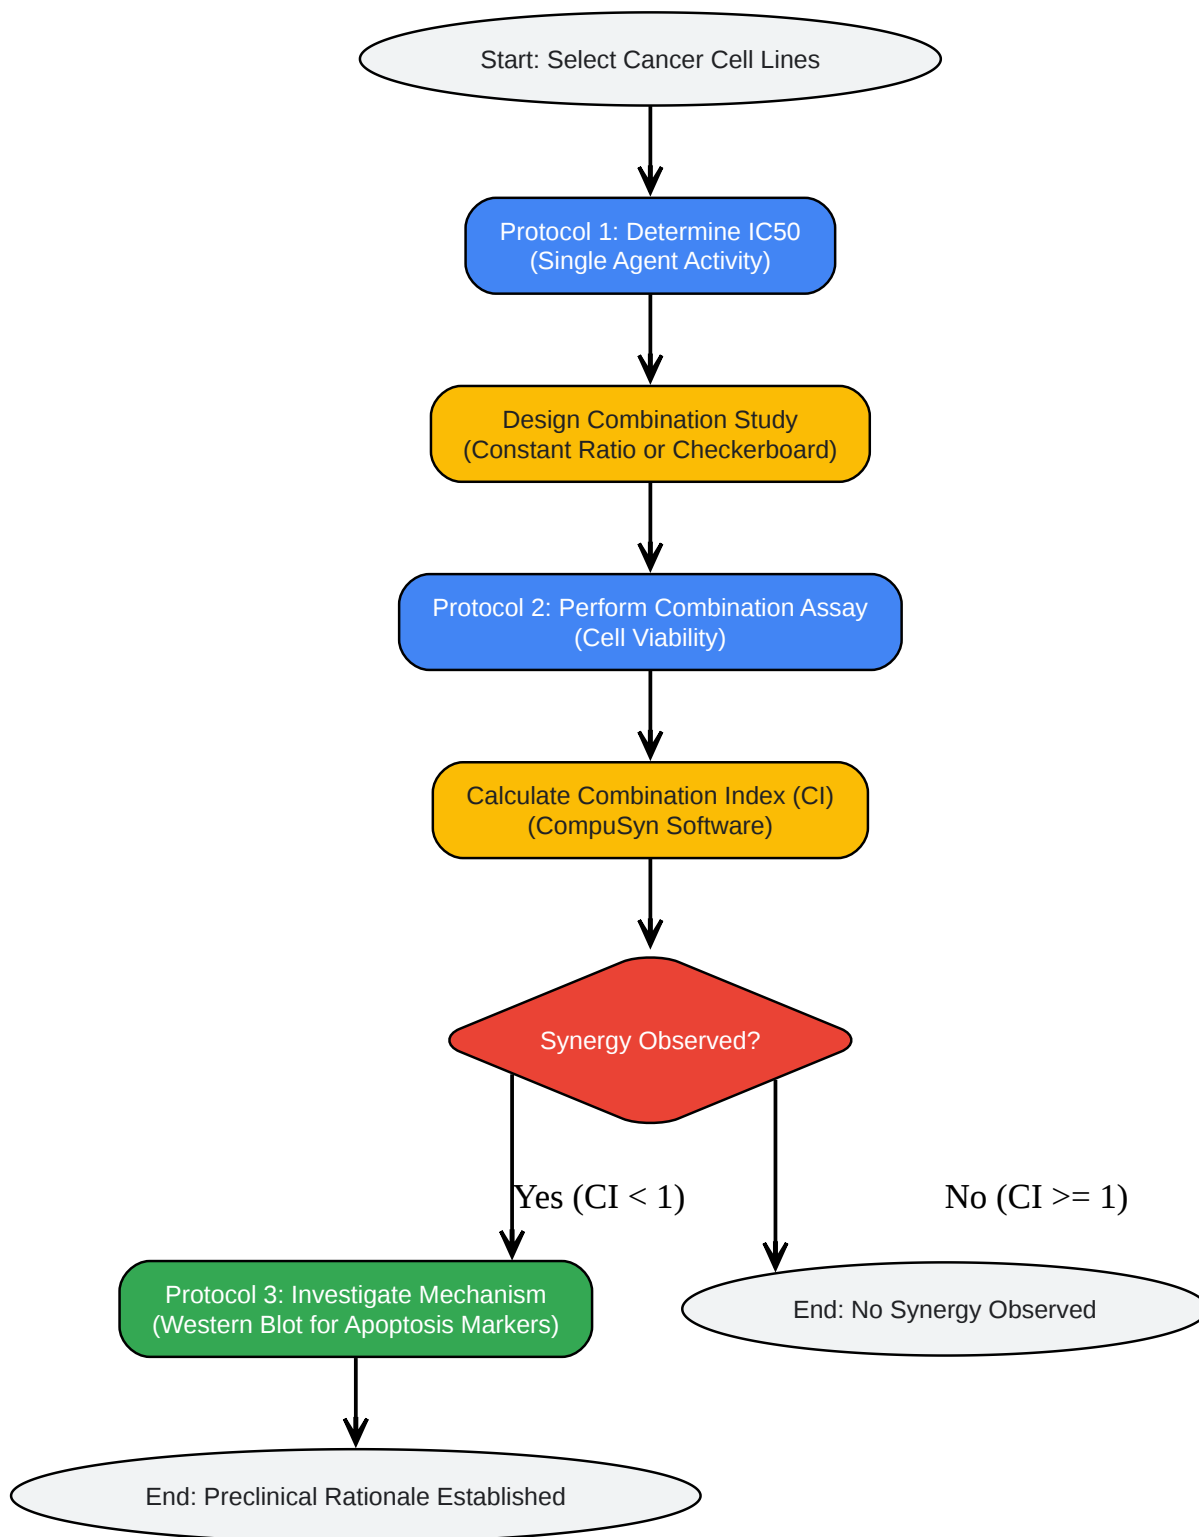 Start: Select Cancer Cell Lines
Protocol 1: Determine IC50
(Single Agent Activity)
Design Combination Study
(Constant Ratio or Checkerboard)
Protocol 2: Perform Combination Assay
(Cell Viability)
Calculate Combination Index (CI)
(CompuSyn Software)
Synergy Observed?
Yes (CI < 1)
No (CI >= 1)
Protocol 3: Investigate Mechanism
(Western Blot for Apoptosis Markers)
End: No Synergy Observed
End: Preclinical Rationale Established